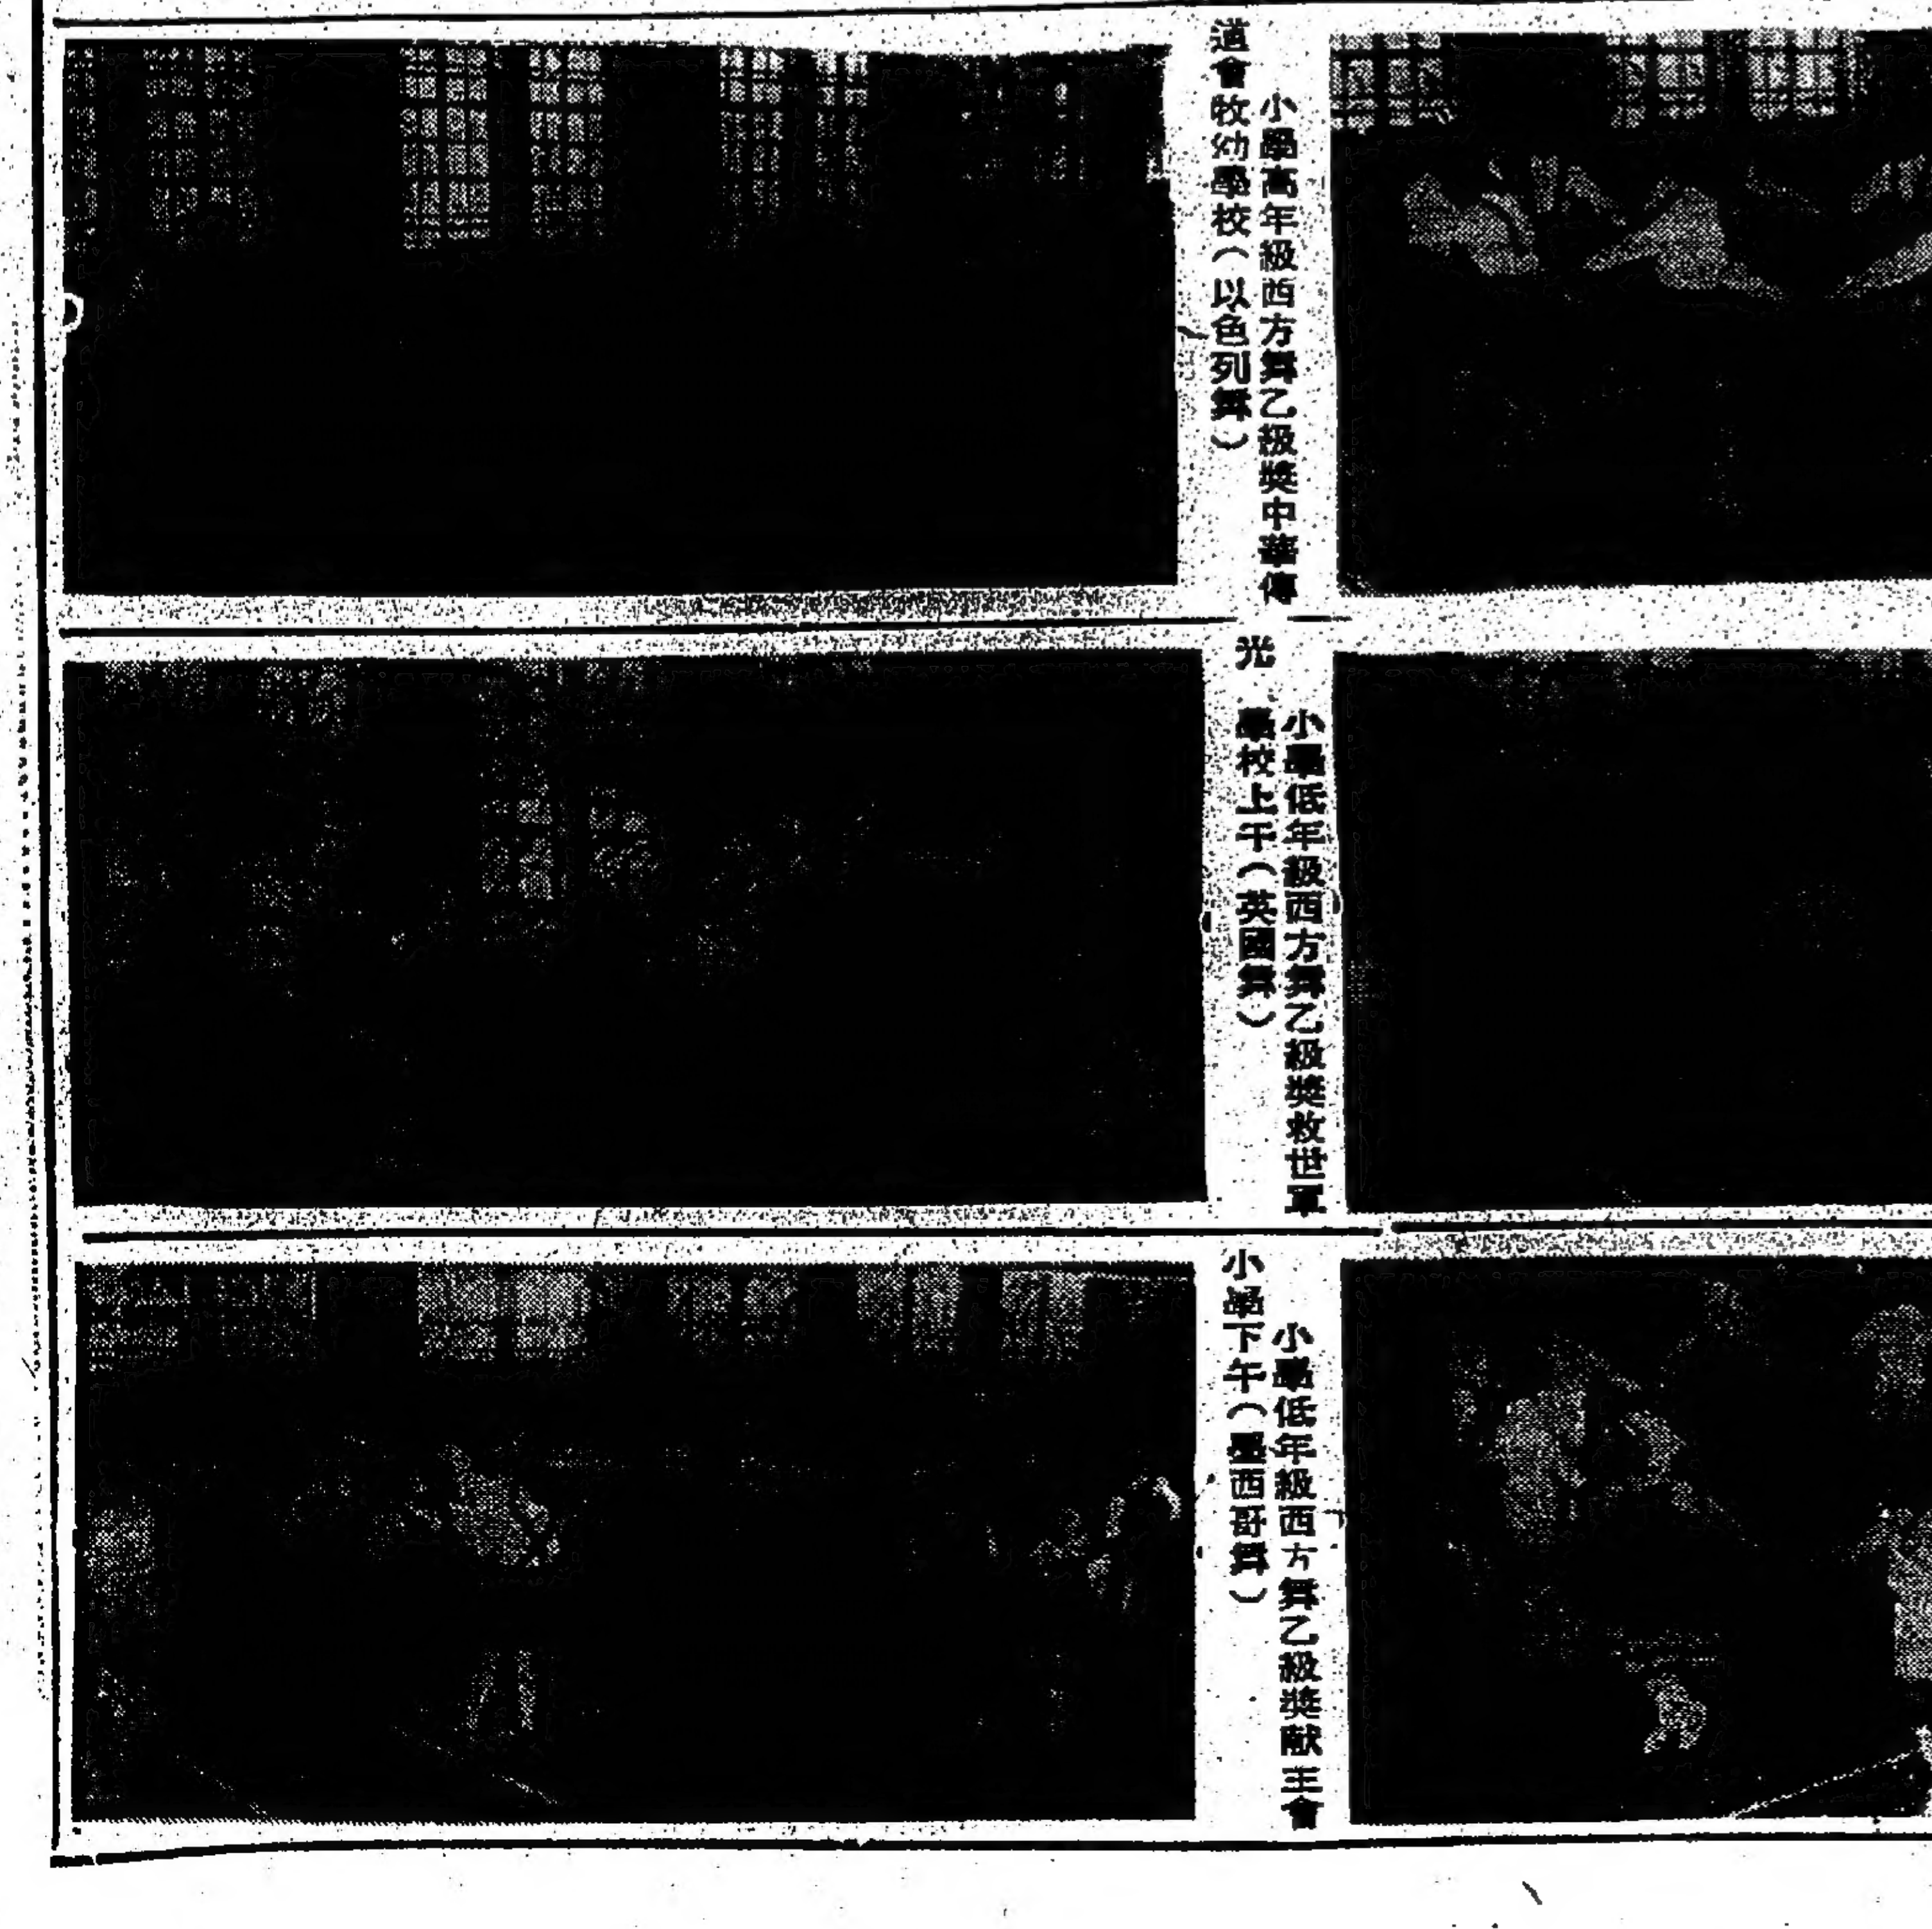 小學高年級西方舞乙級獎中華傳
道會牧幼學校（以色列舞）
小學低年級西方舞乙級獎救世軍
光 學校上午（英國舞）
小學低年級西方舞乙級獎献主會
小學下午（墨西哥舞）